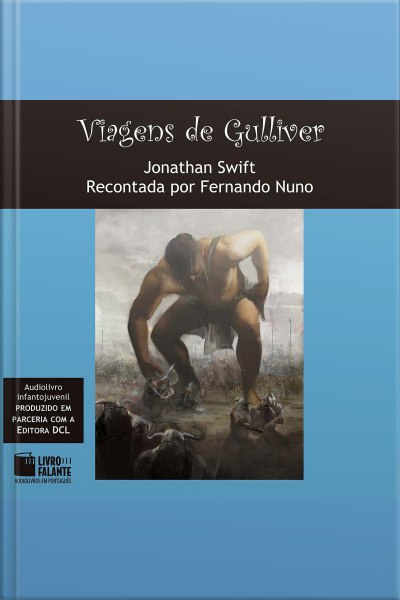 Viagens de Gulliver
Jonathan Swift
Recontada por Fernando Nuno
Audiolivro
infantojuvenil
PRODUZIDO EM
PARCERIA COM A
EDITORA DCL
LIVRO
FALANTE
AUDIOLIVROS EM PORTUGUÊS